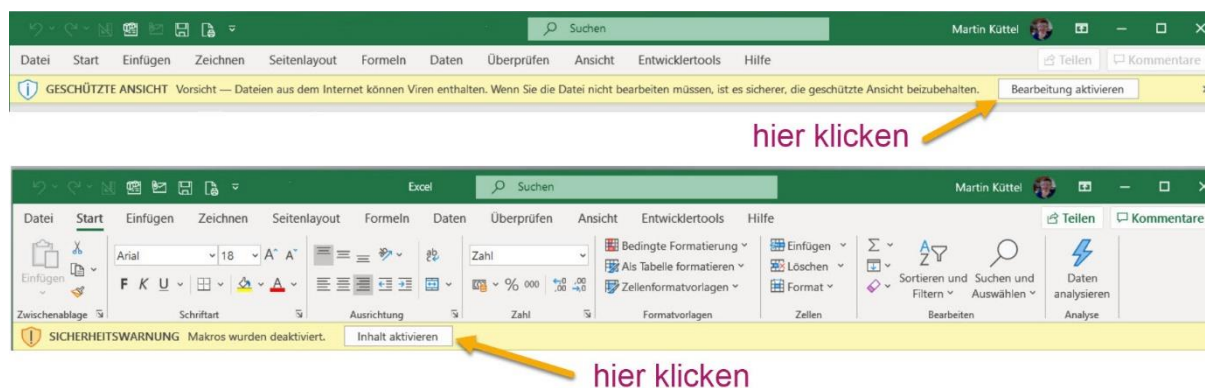 Suchen
Martin Küttel
Datei Start Einfügen Zeichnen Seitenlayout Formeln Daten Überprüfen Ansicht Entwicklertools Hilfe
Teilen Kommentare
GESCHÜTZTE ANSICHT Vorsicht — Dateien aus dem Internet können Viren enthalten. Wenn Sie die Datei nicht bearbeiten müssen, ist es sicherer, die geschützte Ansicht beizubehalten. Bearbeitung aktivieren
hier klicken
Excel Suchen Martin Küttel
Datei Start Einfügen Zeichnen Seitenlayout Formeln Daten Überprüfen Ansicht Entwicklertools Hilfe
Teilen Kommentare
Einfügen
Arial 18 A A
F K U A
Zahl
% 000
Bedingte Formatierung
Als Tabelle formatieren
Zellenformatvorlagen
Einfügen
Löschen
Format
Sortieren und
Filtern
Suchen und
Auswählen
Daten
analysieren
Zwischenablage Schriftart Ausrichtung Zahl Formatvorlagen Zellen Bearbeiten Analyse
SICHERHEITSWARNUNG Makros wurden deaktiviert. Inhalt aktivieren
hier klicken